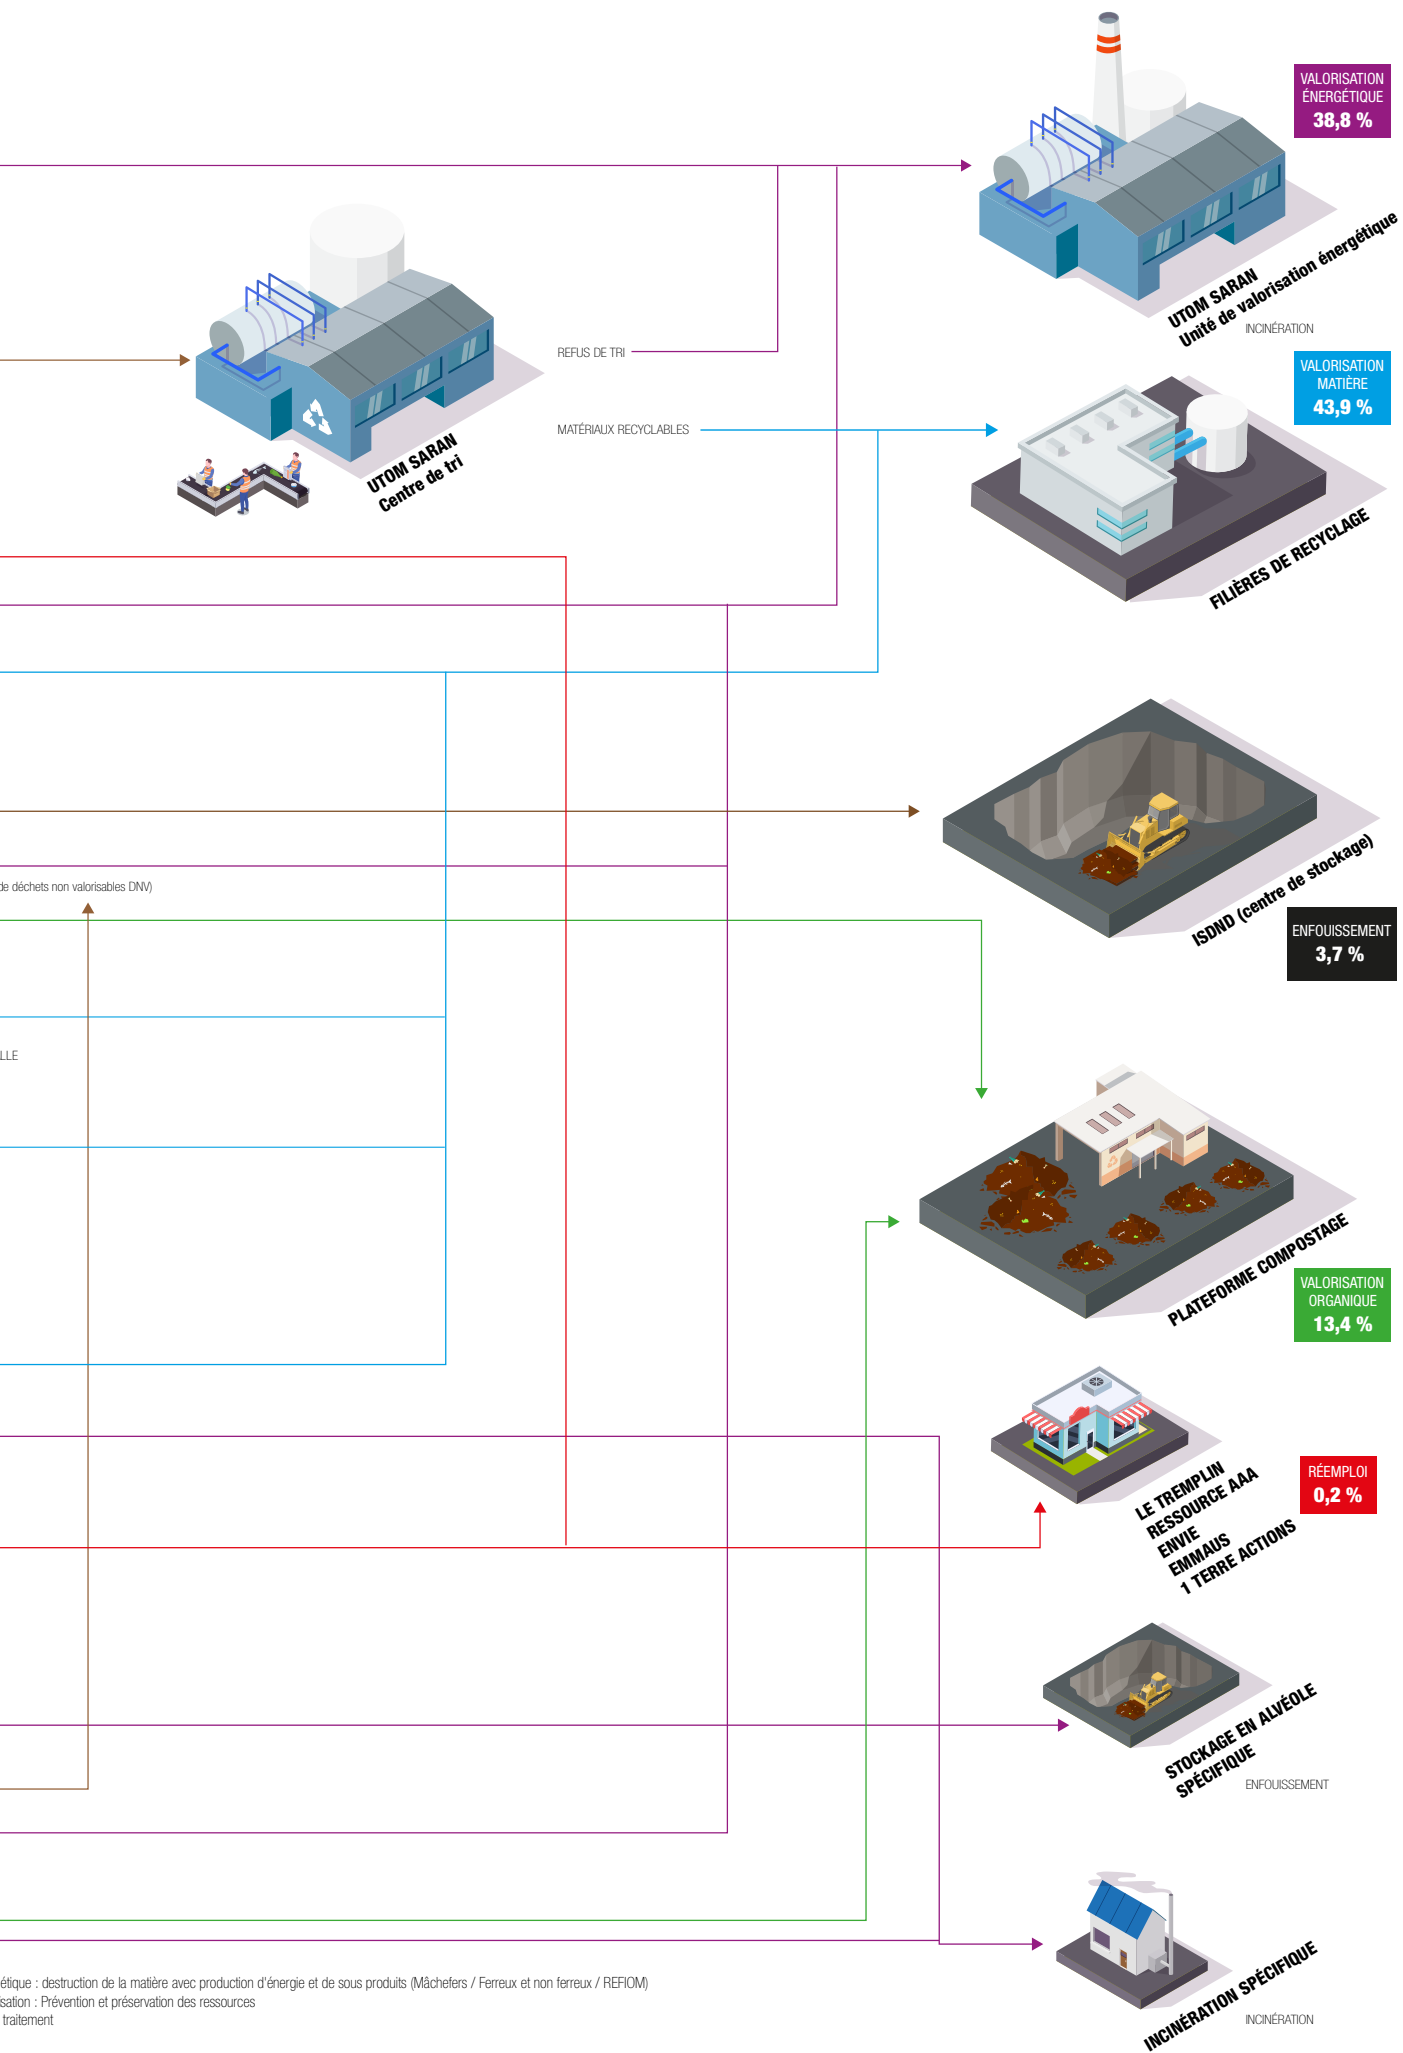 VALORISATION
ÉNERGÉTIQUE
38,8 %
UTOM SARAN
Unité de valorisation énergétique
INCINÉRATION
REFUS DE TRI
MATÉRIAUX RECYCLABLES
UTOM SARAN
Centre de tri
VALORISATION
MATIÈRE
43,9 %
FILIÈRES DE RECYCLAGE
de déchets non valorisables DNV)
ISDND (centre de stockage)
ENFOUISSEMENT
3,7 %
LLE
PLATEFORME COMPOSTAGE
VALORISATION
ORGANIQUE
13,4 %
LE TREMPLIN
RESSOURCE AAA
ENVIE
EMMAUS
1 TERRE ACTIONS
RÉEMPLOI
0,2 %
STOCKAGE EN ALVÉOLE
SPÉCIFIQUE
ENFOUISSEMENT
INCINÉRATION SPÉCIFIQUE
INCINÉRATION
étique : destruction de la matière avec production d'énergie et de sous produits (Mâchefers / Ferreux et non ferreux / REFIOM)
isation : Prévention et préservation des ressources
traitement